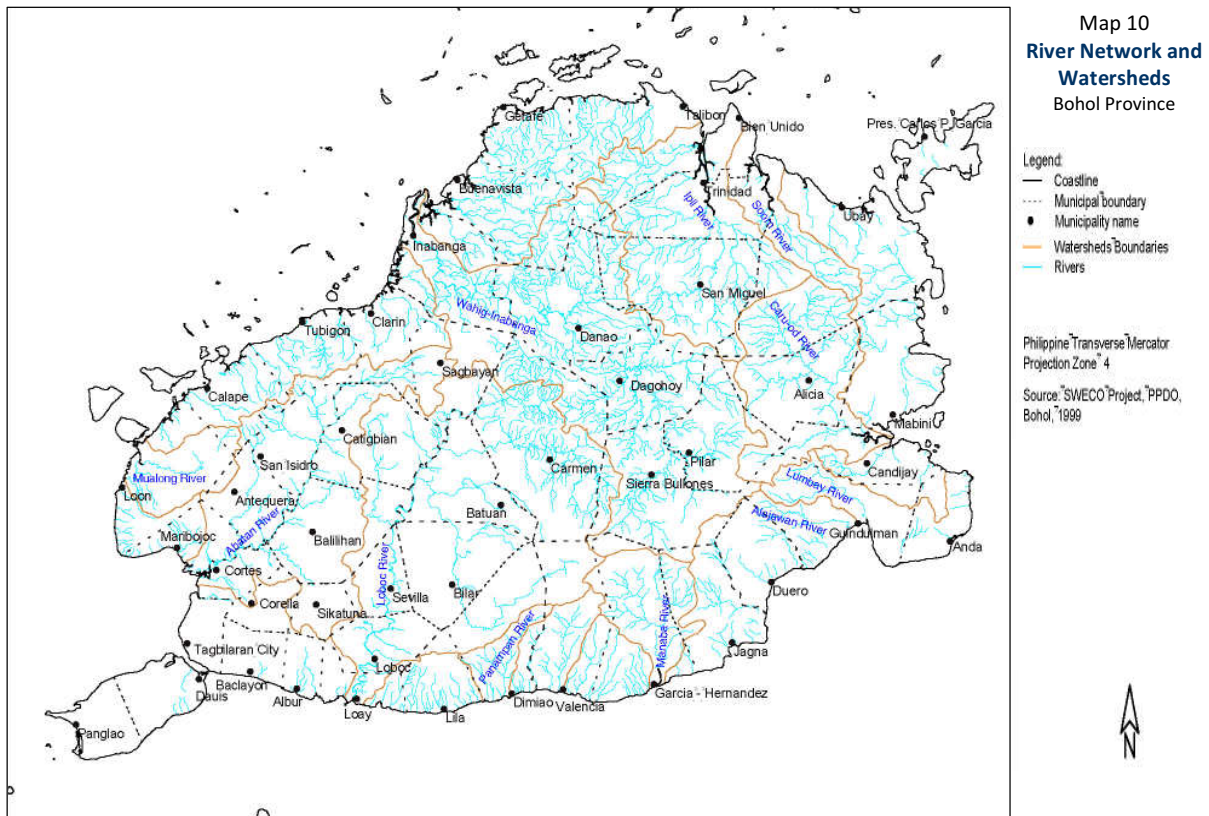 Map 10
River Network and
Watersheds
Bohol Province
Legend:
Coastline
Municipal boundary
Municipality name
Watersheds Boundaries
Rivers
Philippine Transverse Mercator
Projection Zone 4
Source: SWECO Project, PPDO,
Bohol, 1999
N
Getafe
Talibon
Bien Unido
Pres. Carlos P. Garcia
Buenavista
Trinidad
Ipil River
Soom River
Ubay
Inabanga
San Miguel
Wahig-Inabanga
Caru-od River
Clarin
Tubigon
Danao
Sagbayan
Dagohoy
Alicia
Calape
Mabini
Catigbian
San Isidro
Carmen
Pilar
Candijay
Mualong River
Sierra Bullones
Lumbay River
Loon
Antequera
Batuan
Alejawan River
Abatan River
Balilihan
Guindulman
Maribojoc
Anda
Cortes
Loboc River
Sevilla
Bilar
Duero
Corella
Sikatuna
Panampan River
Manaba River
Tagbilaran City
Loboc
Jagna
Baclayon
Dauis
Albur
Loay
Lila
Dimiao
Valencia
Garcia - Hernandez
Panglao